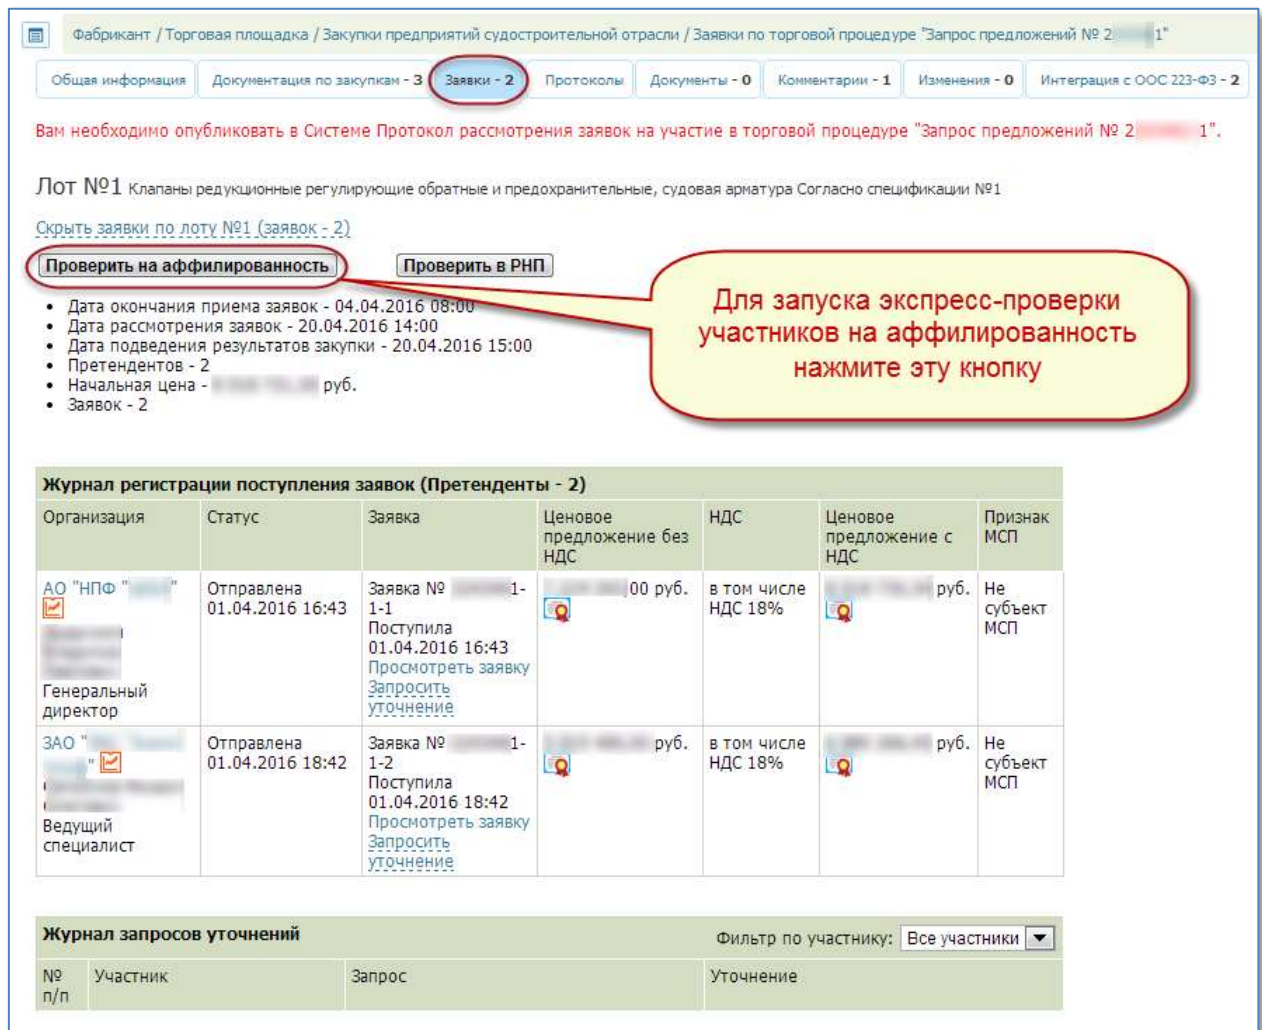 Фабрикант / Торговая площадка / Закупки предприятий судостроительной отрасли / Заявки по торговой процедуре "Запрос предложений № 2 1"
Общая информация Документация по закупкам - 3 Заявки - 2 Протоколы Документы - 0 Комментарии - 1 Изменения - 0 Интеграция с ООС 223-ФЗ - 2
Вам необходимо опубликовать в Системе Протокол рассмотрения заявок на участие в торговой процедуре "Запрос предложений № 2 1".
Лот №1 Клапаны редукционные регулирующие обратные и предохранительные, судовая арматура Согласно спецификации №1
Скрыть заявки по лоту №1 (заявок - 2)
Проверить на аффилированность Проверить в РНП
Для запуска экспресс-проверки
участников на аффилированность
нажмите эту кнопку
• Дата окончания приема заявок - 04.04.2016 08:00
• Дата рассмотрения заявок - 20.04.2016 14:00
• Дата подведения результатов закупки - 20.04.2016 15:00
• Претендентов - 2
• Начальная цена - руб.
• Заявок - 2
Журнал регистрации поступления заявок (Претенденты - 2)
Организация Статус Заявка Ценовое предложение без НДС НДС Ценовое предложение с НДС Признак МСП
АО "НПФ " "
Генеральный
директор
Отправлена
01.04.2016 16:43
Заявка № 1-
1-1
Поступила
01.04.2016 16:43
Просмотреть заявку
Запросить
уточнение
00 руб.
в том числе
НДС 18%
руб.
Не
субъект
МСП
ЗАО "
"
Ведущий
специалист
Отправлена
01.04.2016 18:42
Заявка № 1-
1-2
Поступила
01.04.2016 18:42
Просмотреть заявку
Запросить
уточнение
руб.
в том числе
НДС 18%
руб.
Не
субъект
МСП
Журнал запросов уточнений Фильтр по участнику: Все участники
№
п/п
Участник Запрос Уточнение